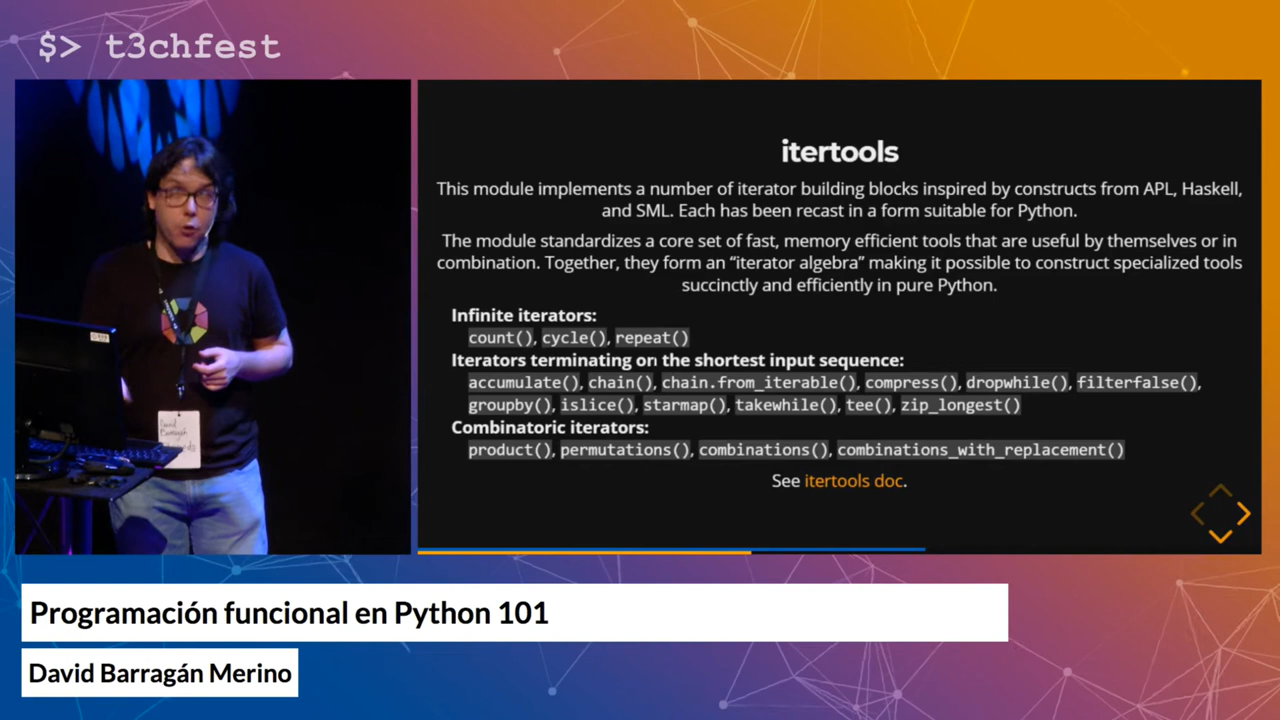 $> t3chfest
itertools
This module implements a number of iterator building blocks inspired by constructs from APL, Haskell,
and SML. Each has been recast in a form suitable for Python.
The module standardizes a core set of fast, memory efficient tools that are useful by themselves or in
combination. Together, they form an “iterator algebra” making it possible to construct specialized tools
succinctly and efficiently in pure Python.
Infinite iterators:
count(), cycle(), repeat()
Iterators terminating on the shortest input sequence:
accumulate(), chain(), chain.from_iterable(), compress(), dropwhile(), filterfalse(),
groupby(), islice(), starmap(), takewhile(), tee(), zip_longest()
Combinatoric iterators:
product(), permutations(), combinations(), combinations_with_replacement()
See itertools doc.
David
Barragán
Programación funcional en Python 101
David Barragán Merino